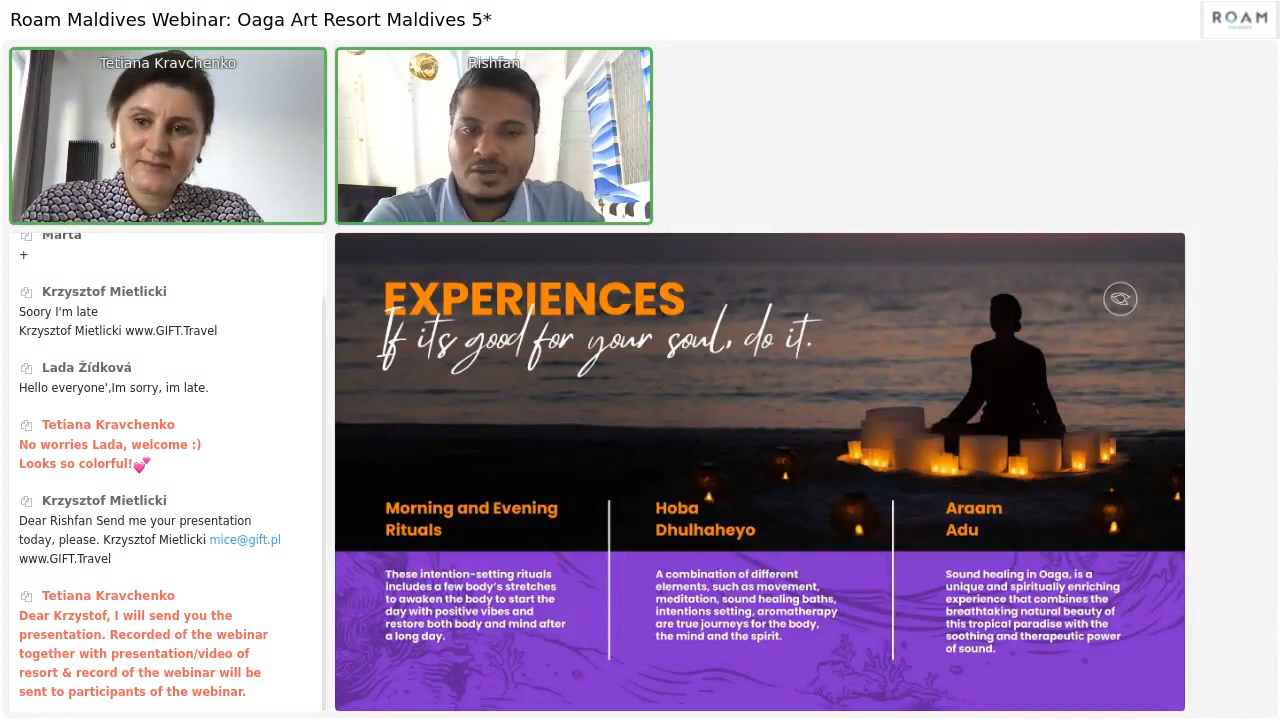 Roam Maldives Webinar: Oaga Art Resort Maldives 5*
ROAM
Tetiana Kravchenko
Rishfan
Marta
+
Krzysztof Mietlicki
Soory I'm late
Krzysztof Mietlicki www.GIFT.Travel
Lada Žídková
Hello everyone',Im sorry, im late.
Tetiana Kravchenko
No worries Lada, welcome :)
Looks so colorful!💕
Krzysztof Mietlicki
Dear Rishfan Send me your presentation
today, please. Krzysztof Mietlicki mice@gift.pl
www.GIFT.Travel
Tetiana Kravchenko
Dear Krzystof, I will send you the
presentation. Recorded of the webinar
together with presentation/video of
resort & record of the webinar will be
sent to participants of the webinar.
EXPERIENCES
If its good for your soul, do it.
Morning and Evening
Rituals
These intention-setting rituals
includes a few body's stretches
to awaken the body to start the
day with positive vibes and
restore both body and mind after
a long day.
Hoba
Dhulhaheyo
A combination of different
elements, such as movement,
meditation, sound healing baths,
intentions setting, aromatherapy
are true journeys for the body,
the mind and the spirit.
Araam
Adu
Sound healing in Oaga, is a
unique and spiritually enriching
experience that combines the
breathtaking natural beauty of
this tropical paradise with the
soothing and therapeutic power
of sound.